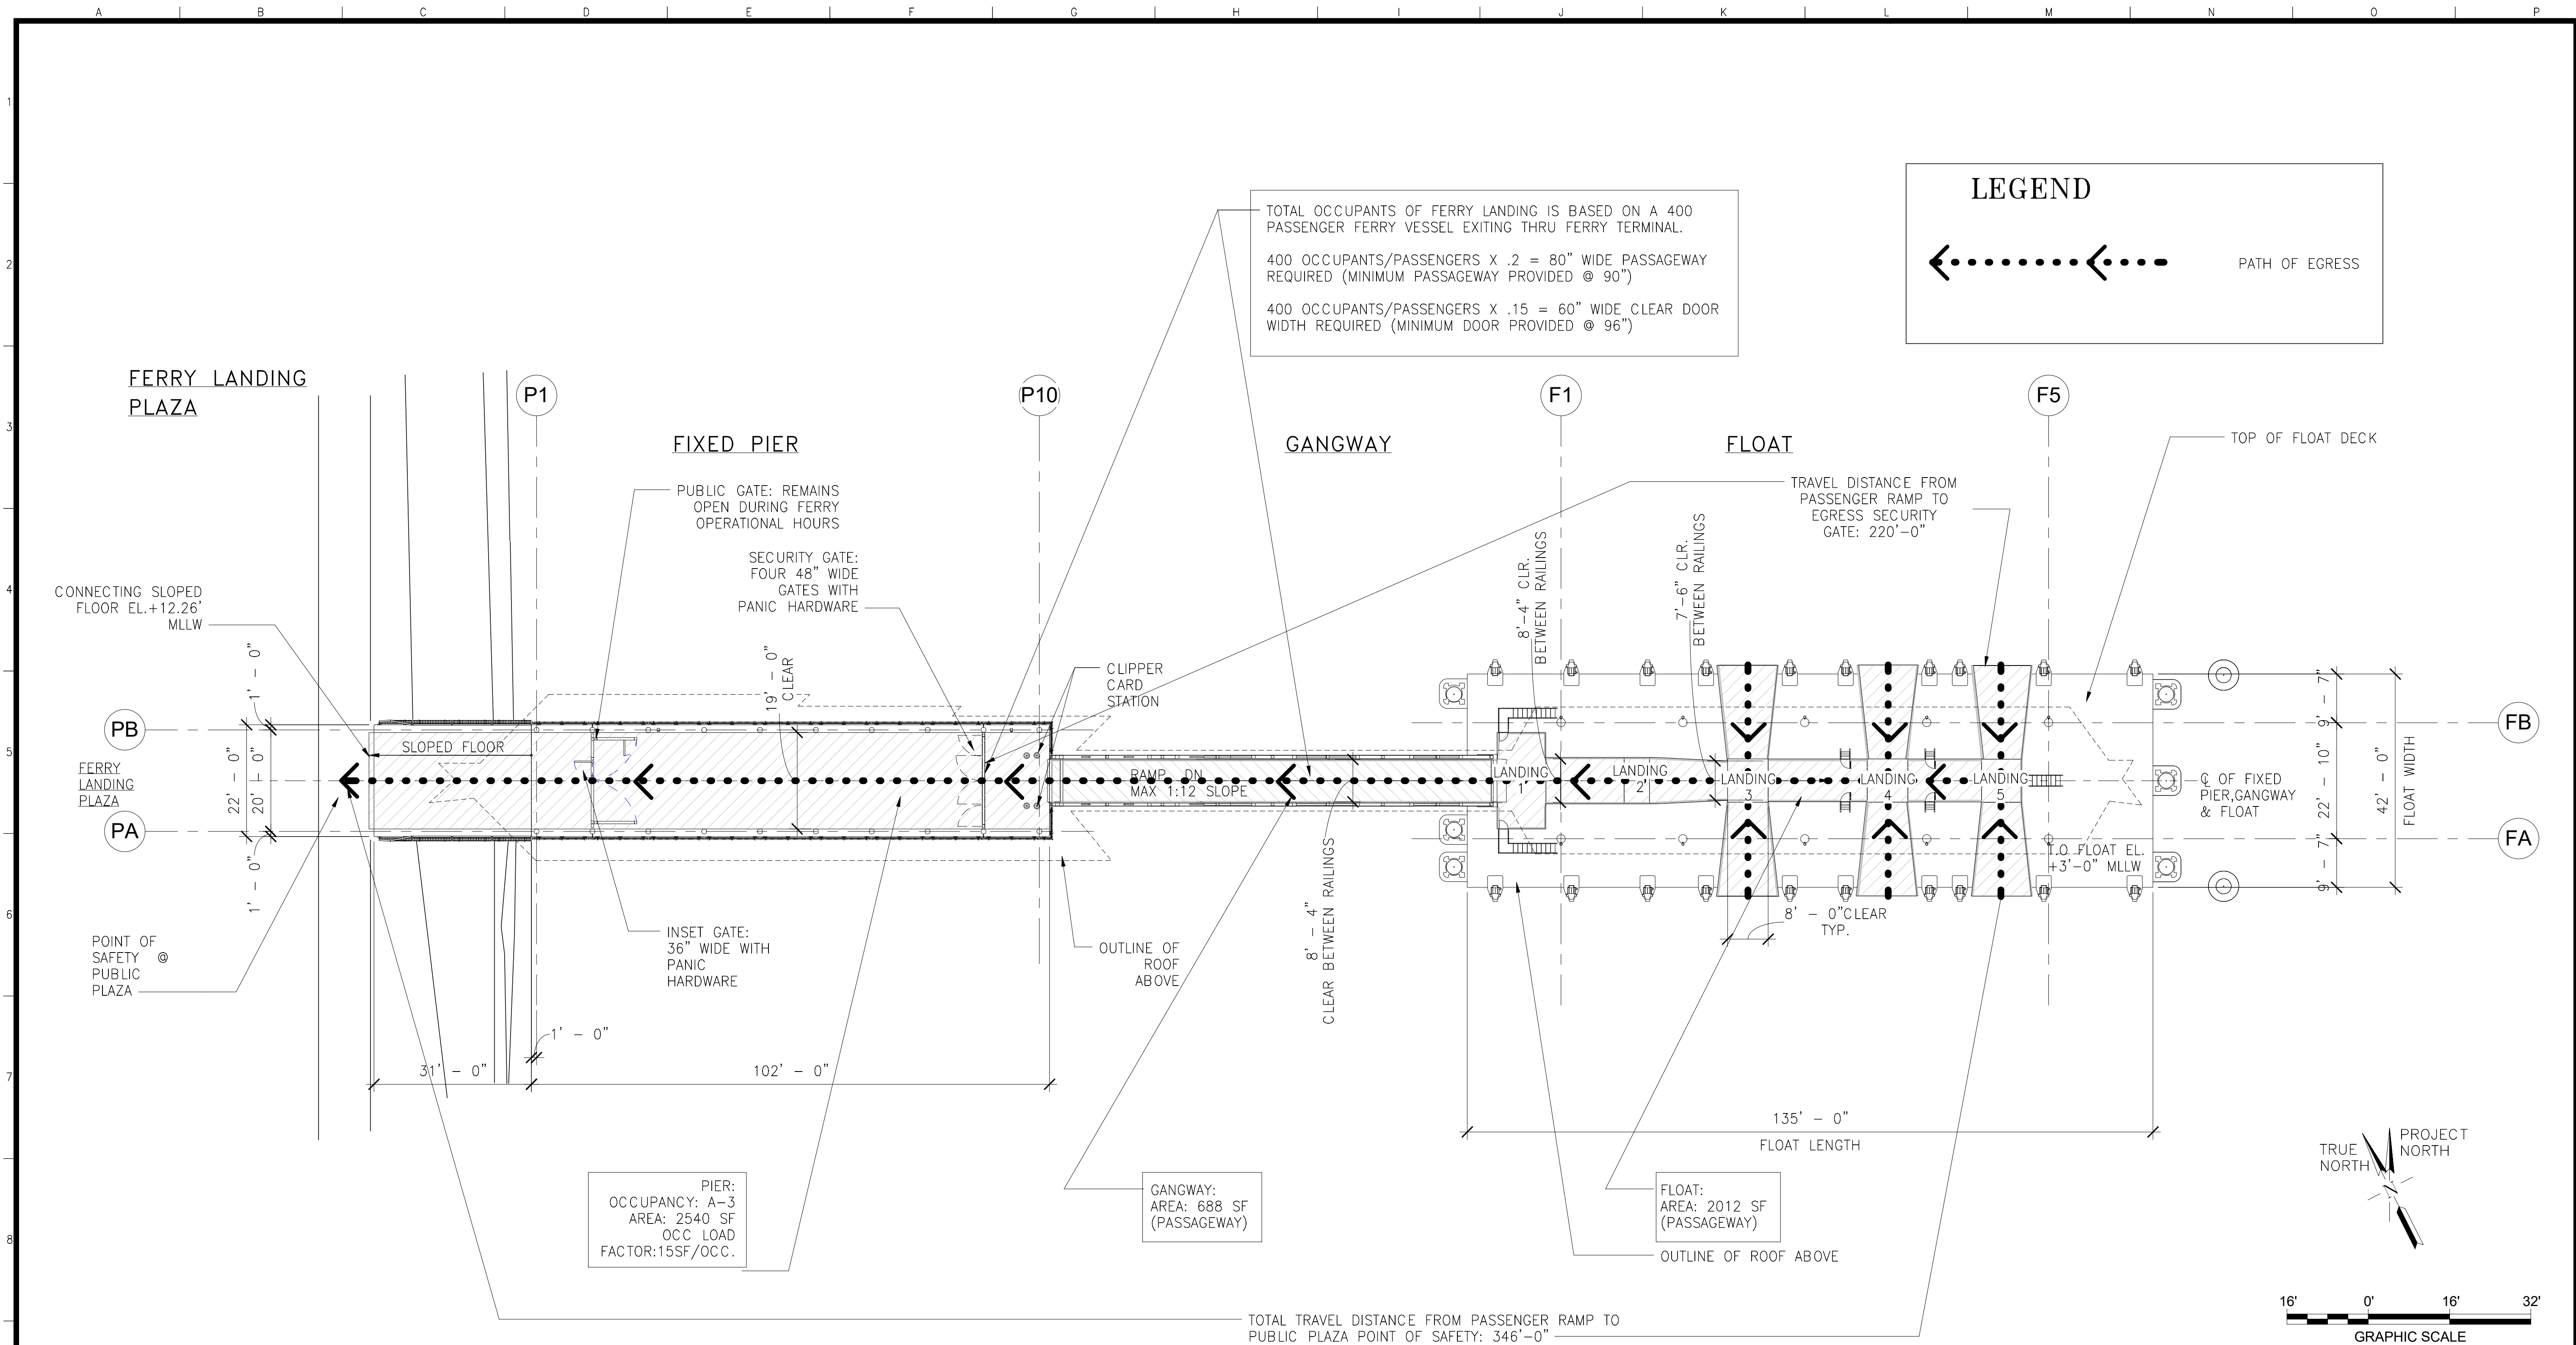 A B C D E F G H I J K L M N O P
1
2
3
4
5
6
7
8
TOTAL OCCUPANTS OF FERRY LANDING IS BASED ON A 400
PASSENGER FERRY VESSEL EXITING THRU FERRY TERMINAL.
400 OCCUPANTS/PASSENGERS X .2 = 80" WIDE PASSAGEWAY
REQUIRED (MINIMUM PASSAGEWAY PROVIDED @ 90")
400 OCCUPANTS/PASSENGERS X .15 = 60" WIDE CLEAR DOOR
WIDTH REQUIRED (MINIMUM DOOR PROVIDED @ 96")
LEGEND
PATH OF EGRESS
FERRY LANDING
PLAZA
P1
P10
F1
F5
FIXED PIER
GANGWAY
FLOAT
TOP OF FLOAT DECK
PUBLIC GATE: REMAINS
OPEN DURING FERRY
OPERATIONAL HOURS
TRAVEL DISTANCE FROM
PASSENGER RAMP TO
EGRESS SECURITY
GATE: 220'-0"
SECURITY GATE:
FOUR 48" WIDE
GATES WITH
PANIC HARDWARE
CONNECTING SLOPED
FLOOR EL.+12.26'
MLLW
8'-4" CLR.
BETWEEN RAILINGS
7'-6" CLR.
BETWEEN RAILINGS
19' - 0"
CLEAR
CLIPPER
CARD
STATION
1' - 0"
22' - 0"
20' - 0"
1' - 0"
PB
PA
FERRY
LANDING
PLAZA
SLOPED FLOOR
RAMP DN
MAX 1:12 SLOPE
LANDING
1
LANDING
2
LANDING
3
LANDING
4
LANDING
5
₵ OF FIXED
PIER,GANGWAY
& FLOAT
9' - 7"
22' - 10"
9' - 7"
42' - 0"
FLOAT WIDTH
FB
FA
T.O FLOAT EL.
+3'-0" MLLW
8' - 0"CLEAR
TYP.
8' - 4"
CLEAR BETWEEN RAILINGS
POINT OF
SAFETY @
PUBLIC
PLAZA
INSET GATE:
36" WIDE WITH
PANIC
HARDWARE
OUTLINE OF
ROOF
ABOVE
1' - 0"
31' - 0"
102' - 0"
135' - 0"
FLOAT LENGTH
TRUE
NORTH
PROJECT
NORTH
PIER:
OCCUPANCY: A-3
AREA: 2540 SF
OCC LOAD
FACTOR:15SF/OCC.
GANGWAY:
AREA: 688 SF
(PASSAGEWAY)
FLOAT:
AREA: 2012 SF
(PASSAGEWAY)
OUTLINE OF ROOF ABOVE
TOTAL TRAVEL DISTANCE FROM PASSENGER RAMP TO
PUBLIC PLAZA POINT OF SAFETY: 346'-0"
16' 0' 16' 32'
GRAPHIC SCALE